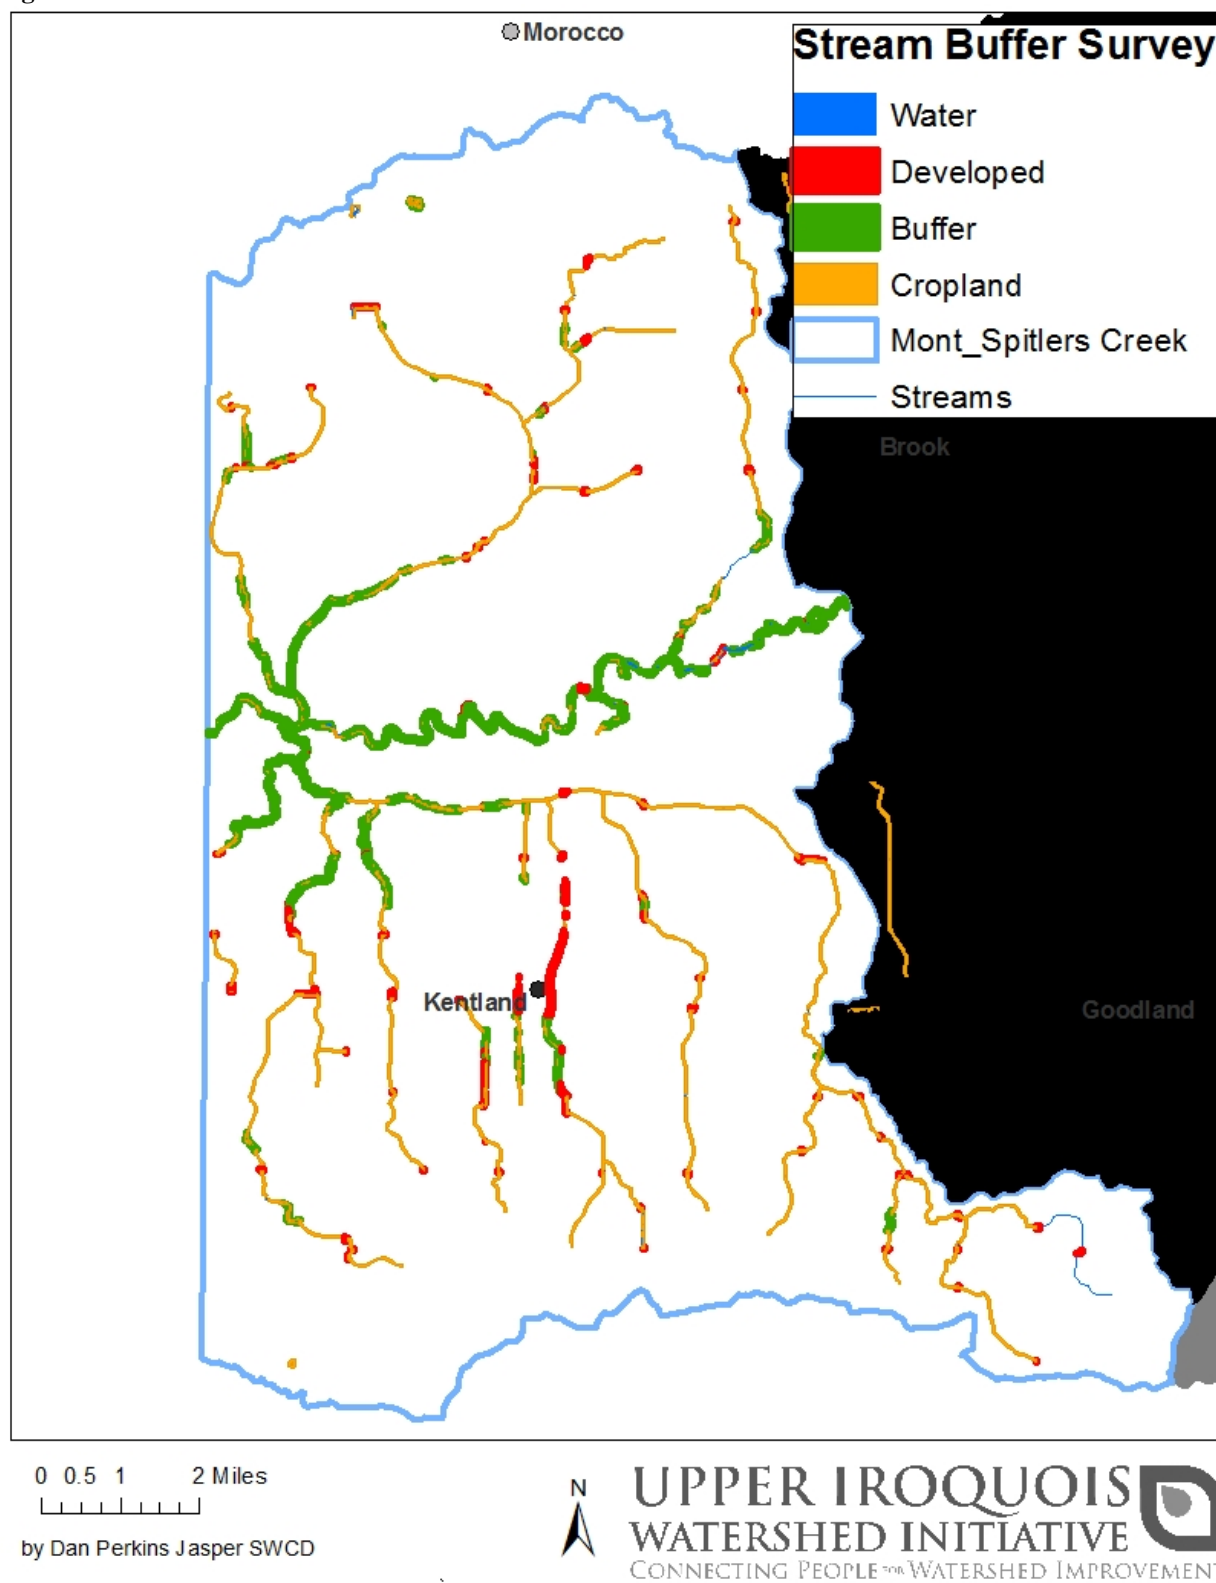 Morocco
Stream Buffer Survey
Water
Developed
Buffer
Cropland
Mont_Spitlers Creek
Streams
Brook
Kentland
Goodland
0 0.5 1 2 Miles
N
by Dan Perkins Jasper SWCD
UPPER IROQUOIS
WATERSHED INITIATIVE
CONNECTING PEOPLE FOR WATERSHED IMPROVEMENT